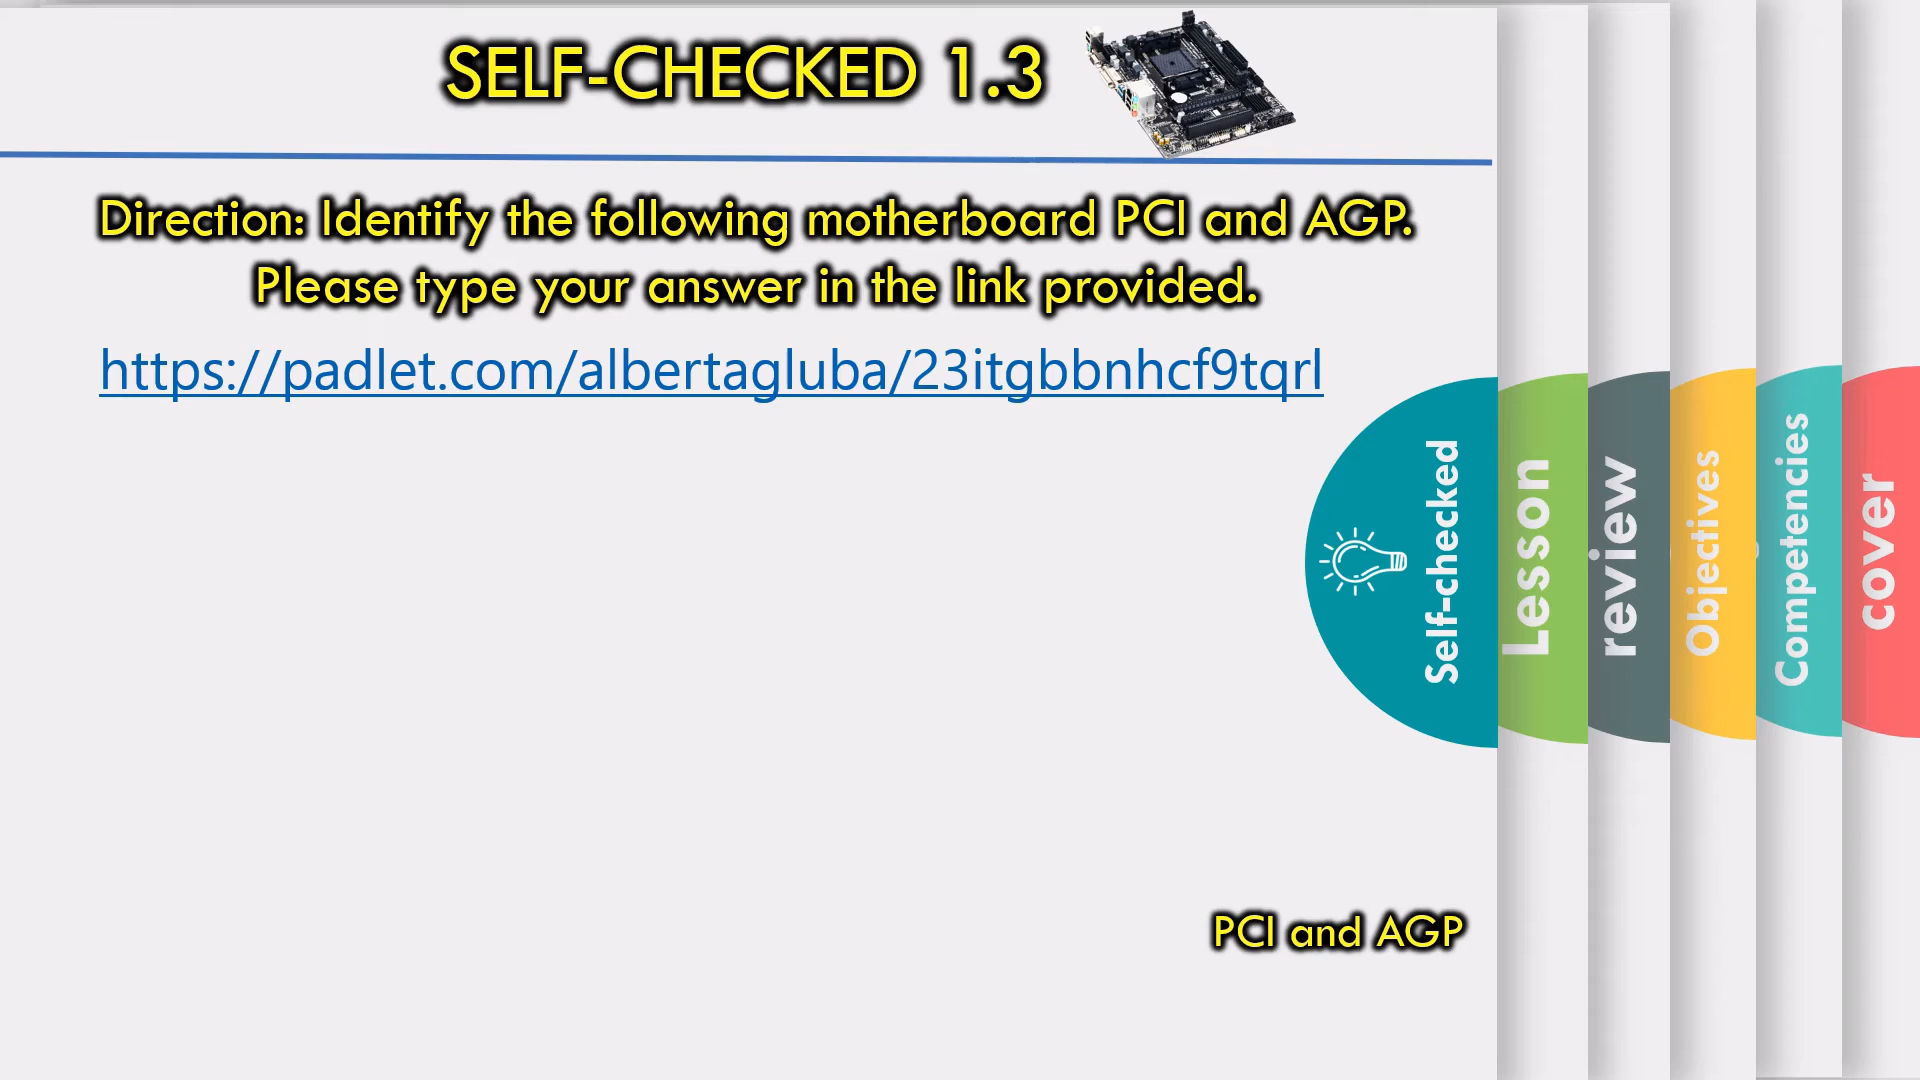 SELF-CHECKED 1.3
Direction: Identify the following motherboard PCI and AGP.
Please type your answer in the link provided.
https://padlet.com/albertagluba/23itgbbnhcf9tqrl
Self-checked
Lesson
review
Objectives
Competencies
cover
PCI and AGP